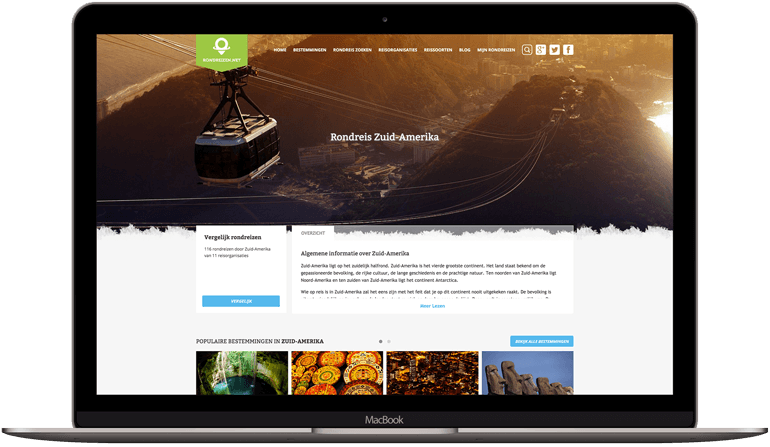 HOME BESTEMMINGEN RONDREIS ZOEKEN REISORGANISATIES REISSOORTEN BLOG MIJN RONDREIZEN
RONDREIZEN.NET
Rondreis Zuid-Amerika
Vergelijk rondreizen
116 rondreizen door Zuid-Amerika
van 11 reisorganisaties
VERGELIJK
OVERZICHT
Algemene informatie over Zuid-Amerika
Zuid-Amerika ligt op het zuidelijk halfrond. Zuid-Amerika is het vierde grootste continent. Het land staat bekend om de
gepassioneerde bevolking, de rijke cultuur, de lange geschiedenis en de prachtige natuur. Ten noorden van Zuid-Amerika ligt
Noord-Amerika en ten zuiden van Zuid-Amerika ligt het continent Antarctica.
Wie op reis is in Zuid-Amerika zal het eens zijn met het feit dat je op dit continent nooit uitgekeken raakt. De bevolking is
Meer Lezen
POPULAIRE BESTEMMINGEN IN ZUID-AMERIKA
BEKIJK ALLE BESTEMMINGEN
MacBook